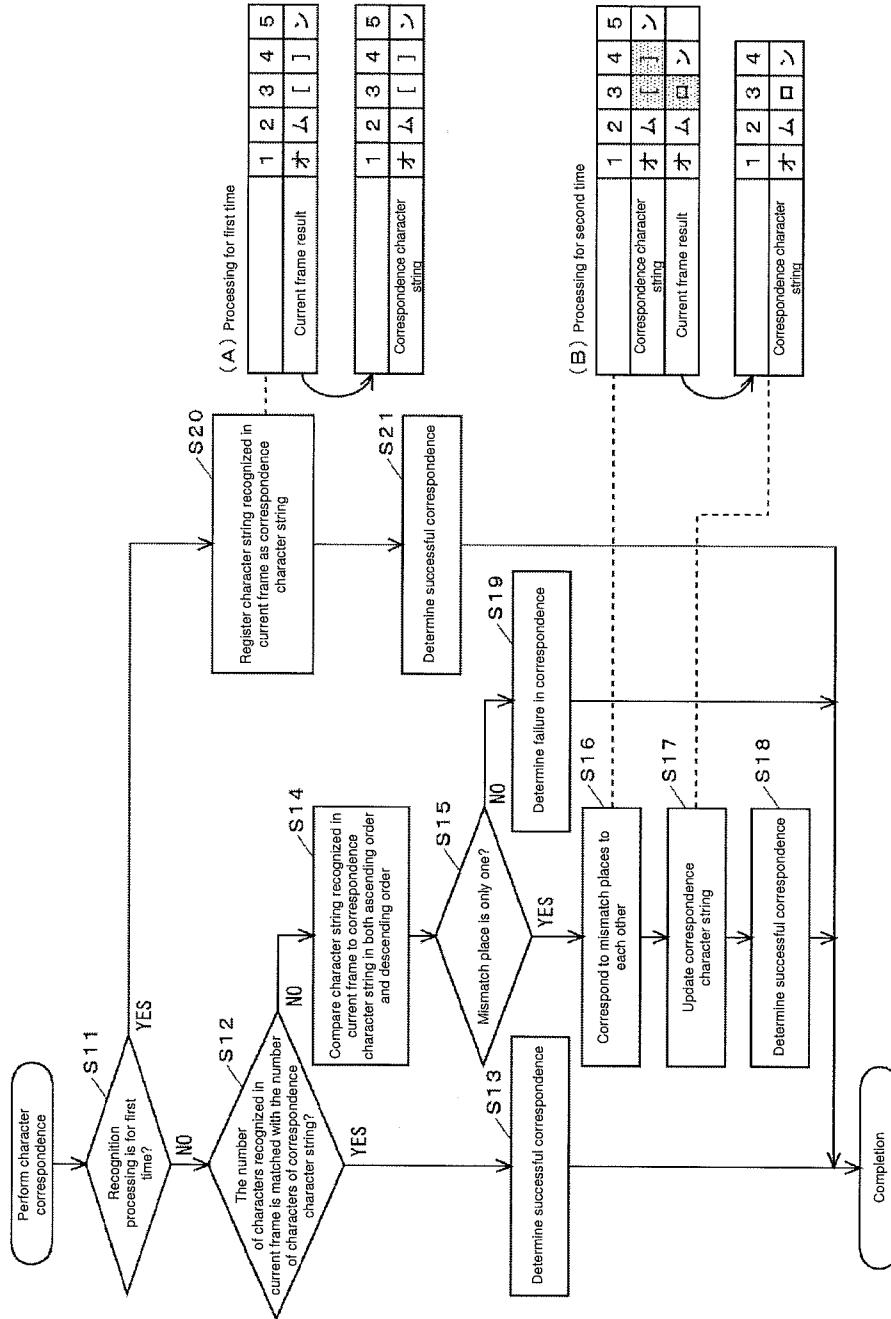 Perform character
correspondence
S11
Recognition
processing is for first
time?
YES
NO
S12
The number
of characters recognized in
current frame is matched with the number
of characters of correspondence
character string?
NO
YES
S13
Determine successful correspondence
S14
Compare character string recognized in
current frame to correspondence
character string in both ascending order
and descending order
S15
Mismatch place is only one?
NO
YES
S16
Correspond to mismatch places to
each other
S17
Update correspondence
character string
S18
Determine successful correspondence
S19
Determine failure in correspondence
S20
Register character string recognized in
current frame as correspondence
character string
S21
Determine successful correspondence
Completion
(A) Processing for first time
1 2 3 4 5
Current frame result オ ム [ ] ン
1 2 3 4 5
Correspondence character
string オ ム [ ] ン
(B) Processing for second time
1 2 3 4 5
Correspondence character
string オ ム [ ] ン
Current frame result オ ム ロ ン
1 2 3 4
Correspondence character
string オ ム ロ ン